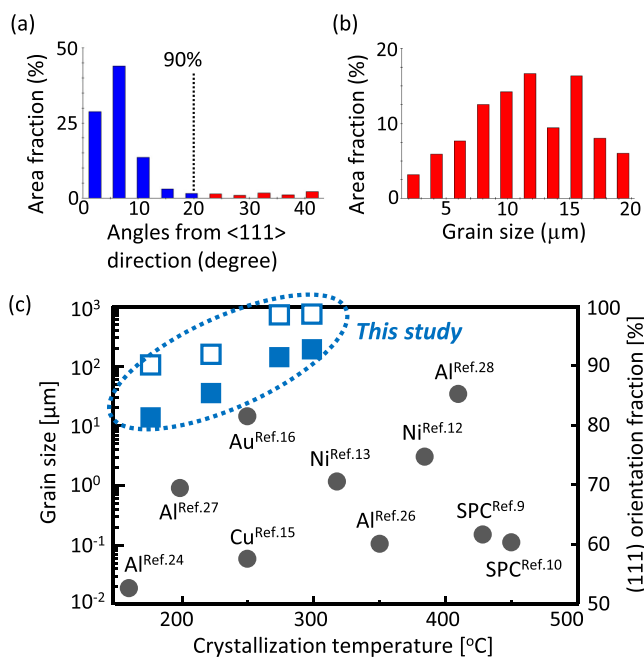 (a)
50
90%
25
0
Area fraction (%)
0 10 20 30 40
Angles from <111>
direction (degree)
(b)
20
10
0
Area fraction (%)
5 10 15 20
Grain size (μm)
(c)
10³
10²
10¹
10⁰
10⁻¹
10⁻²
Grain size [μm]
This study
Al Ref.28
Au Ref.16
Ni Ref.12
Ni Ref.13
Al Ref.27
SPC Ref.9
Al Ref.26
Cu Ref.15
SPC Ref.10
Al Ref.24
100
90
80
70
60
50
(111) orientation fraction [%]
200 300 400 500
Crystallization temperature [°C]